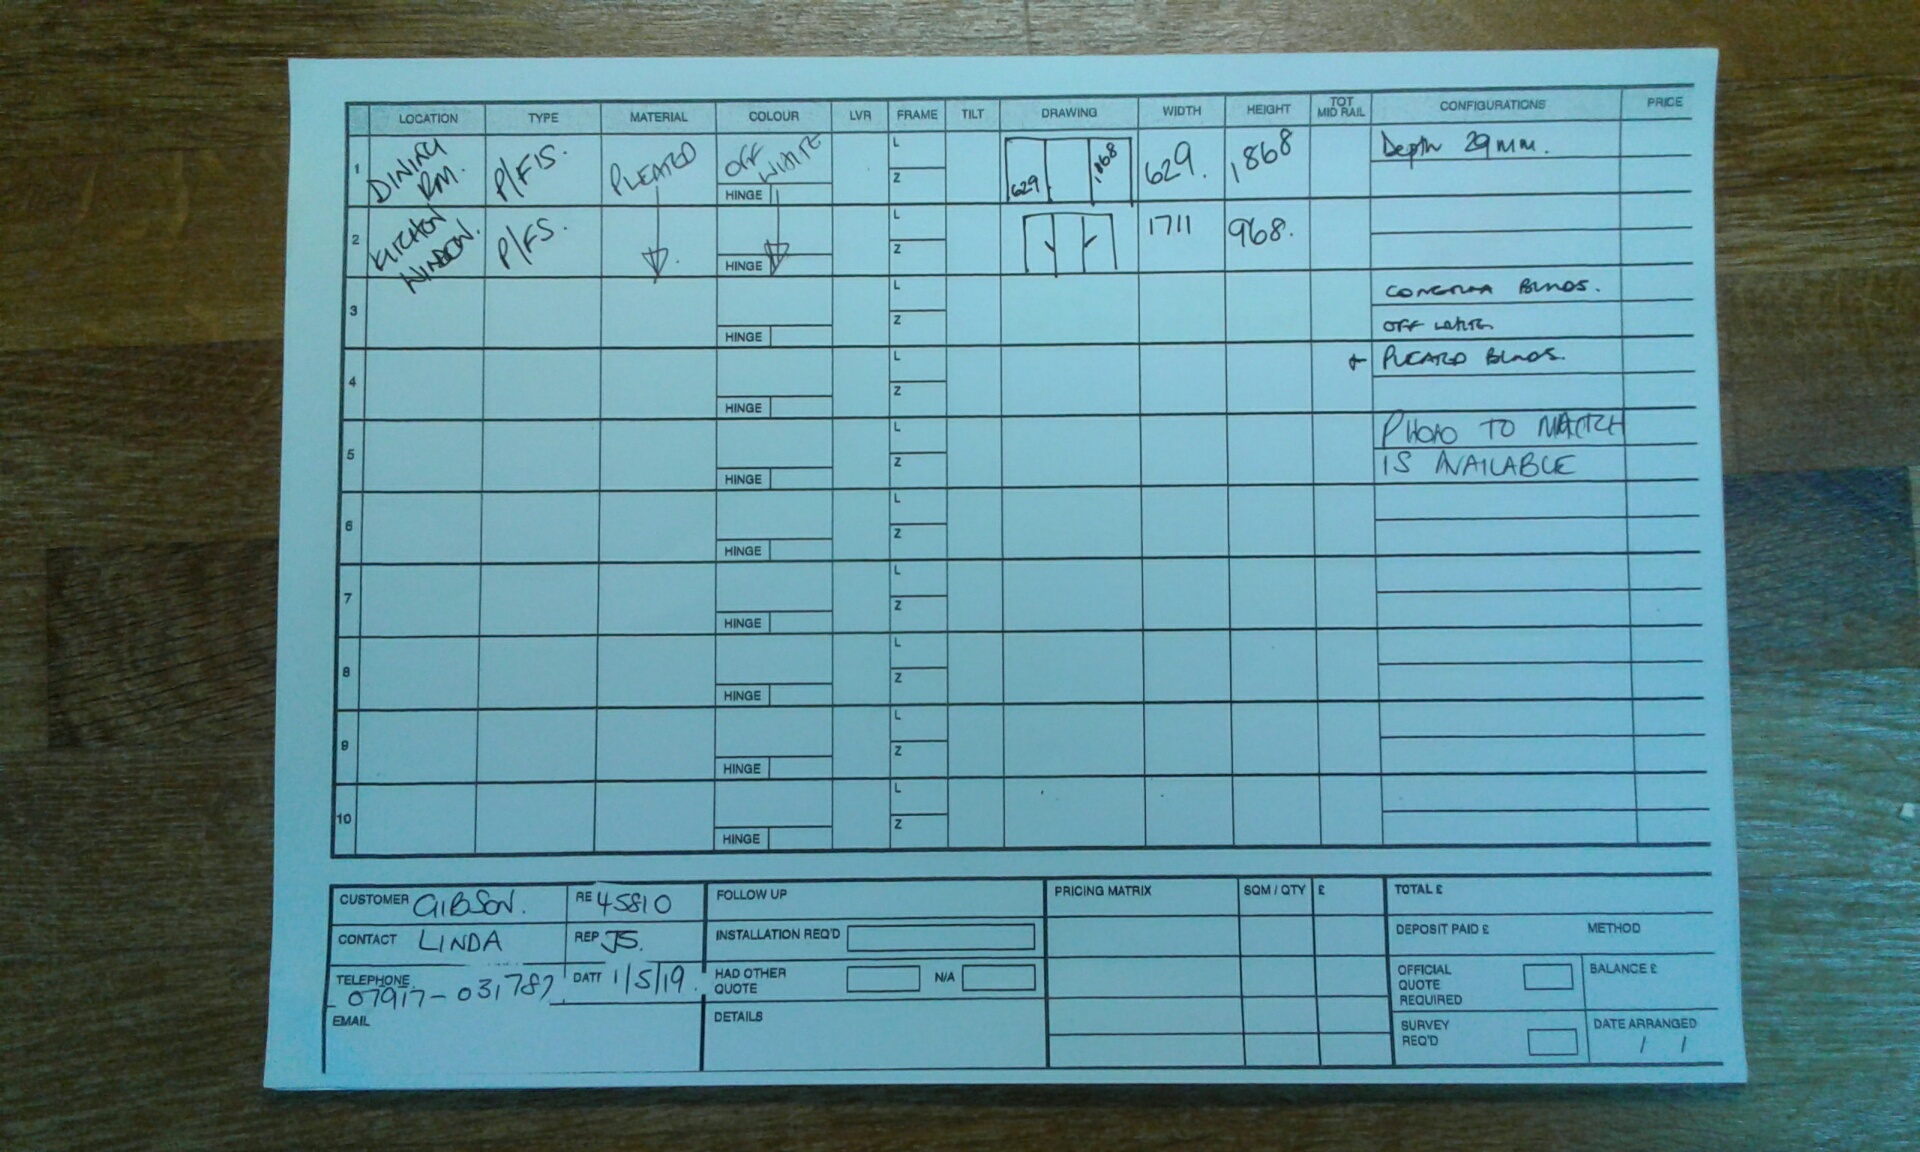 LOCATION TYPE MATERIAL COLOUR LVR FRAME TILT DRAWING WIDTH HEIGHT TOT MID RAIL CONFIGURATIONS PRICE
1 DINING RM. P/FIS. PLEATED OFF WHITE HINGE L Z 629 1868 629. 1868 Depth 29mm.
2 KITCHEN WINDOW. P/FS. HINGE L Z 1711 968.
3 HINGE L Z BLINDS.
OFF WHITE
4 HINGE L Z + PLEATED BLINDS.
5 HINGE L Z PHOTO TO MATCH
IS AVAILABLE
6 HINGE L Z
7 HINGE L Z
8 HINGE L Z
9 HINGE L Z
10 HINGE L Z
CUSTOMER GIBSON. RE 45810
CONTACT LINDA REP JS.
TELEPHONE 07917-031787 DATE 1/5/19.
EMAIL
FOLLOW UP
INSTALLATION REQ'D
HAD OTHER QUOTE N/A
DETAILS
PRICING MATRIX SQM / QTY £
TOTAL £
DEPOSIT PAID £ METHOD
OFFICIAL QUOTE REQUIRED BALANCE £
SURVEY REQ'D DATE ARRANGED
/ /